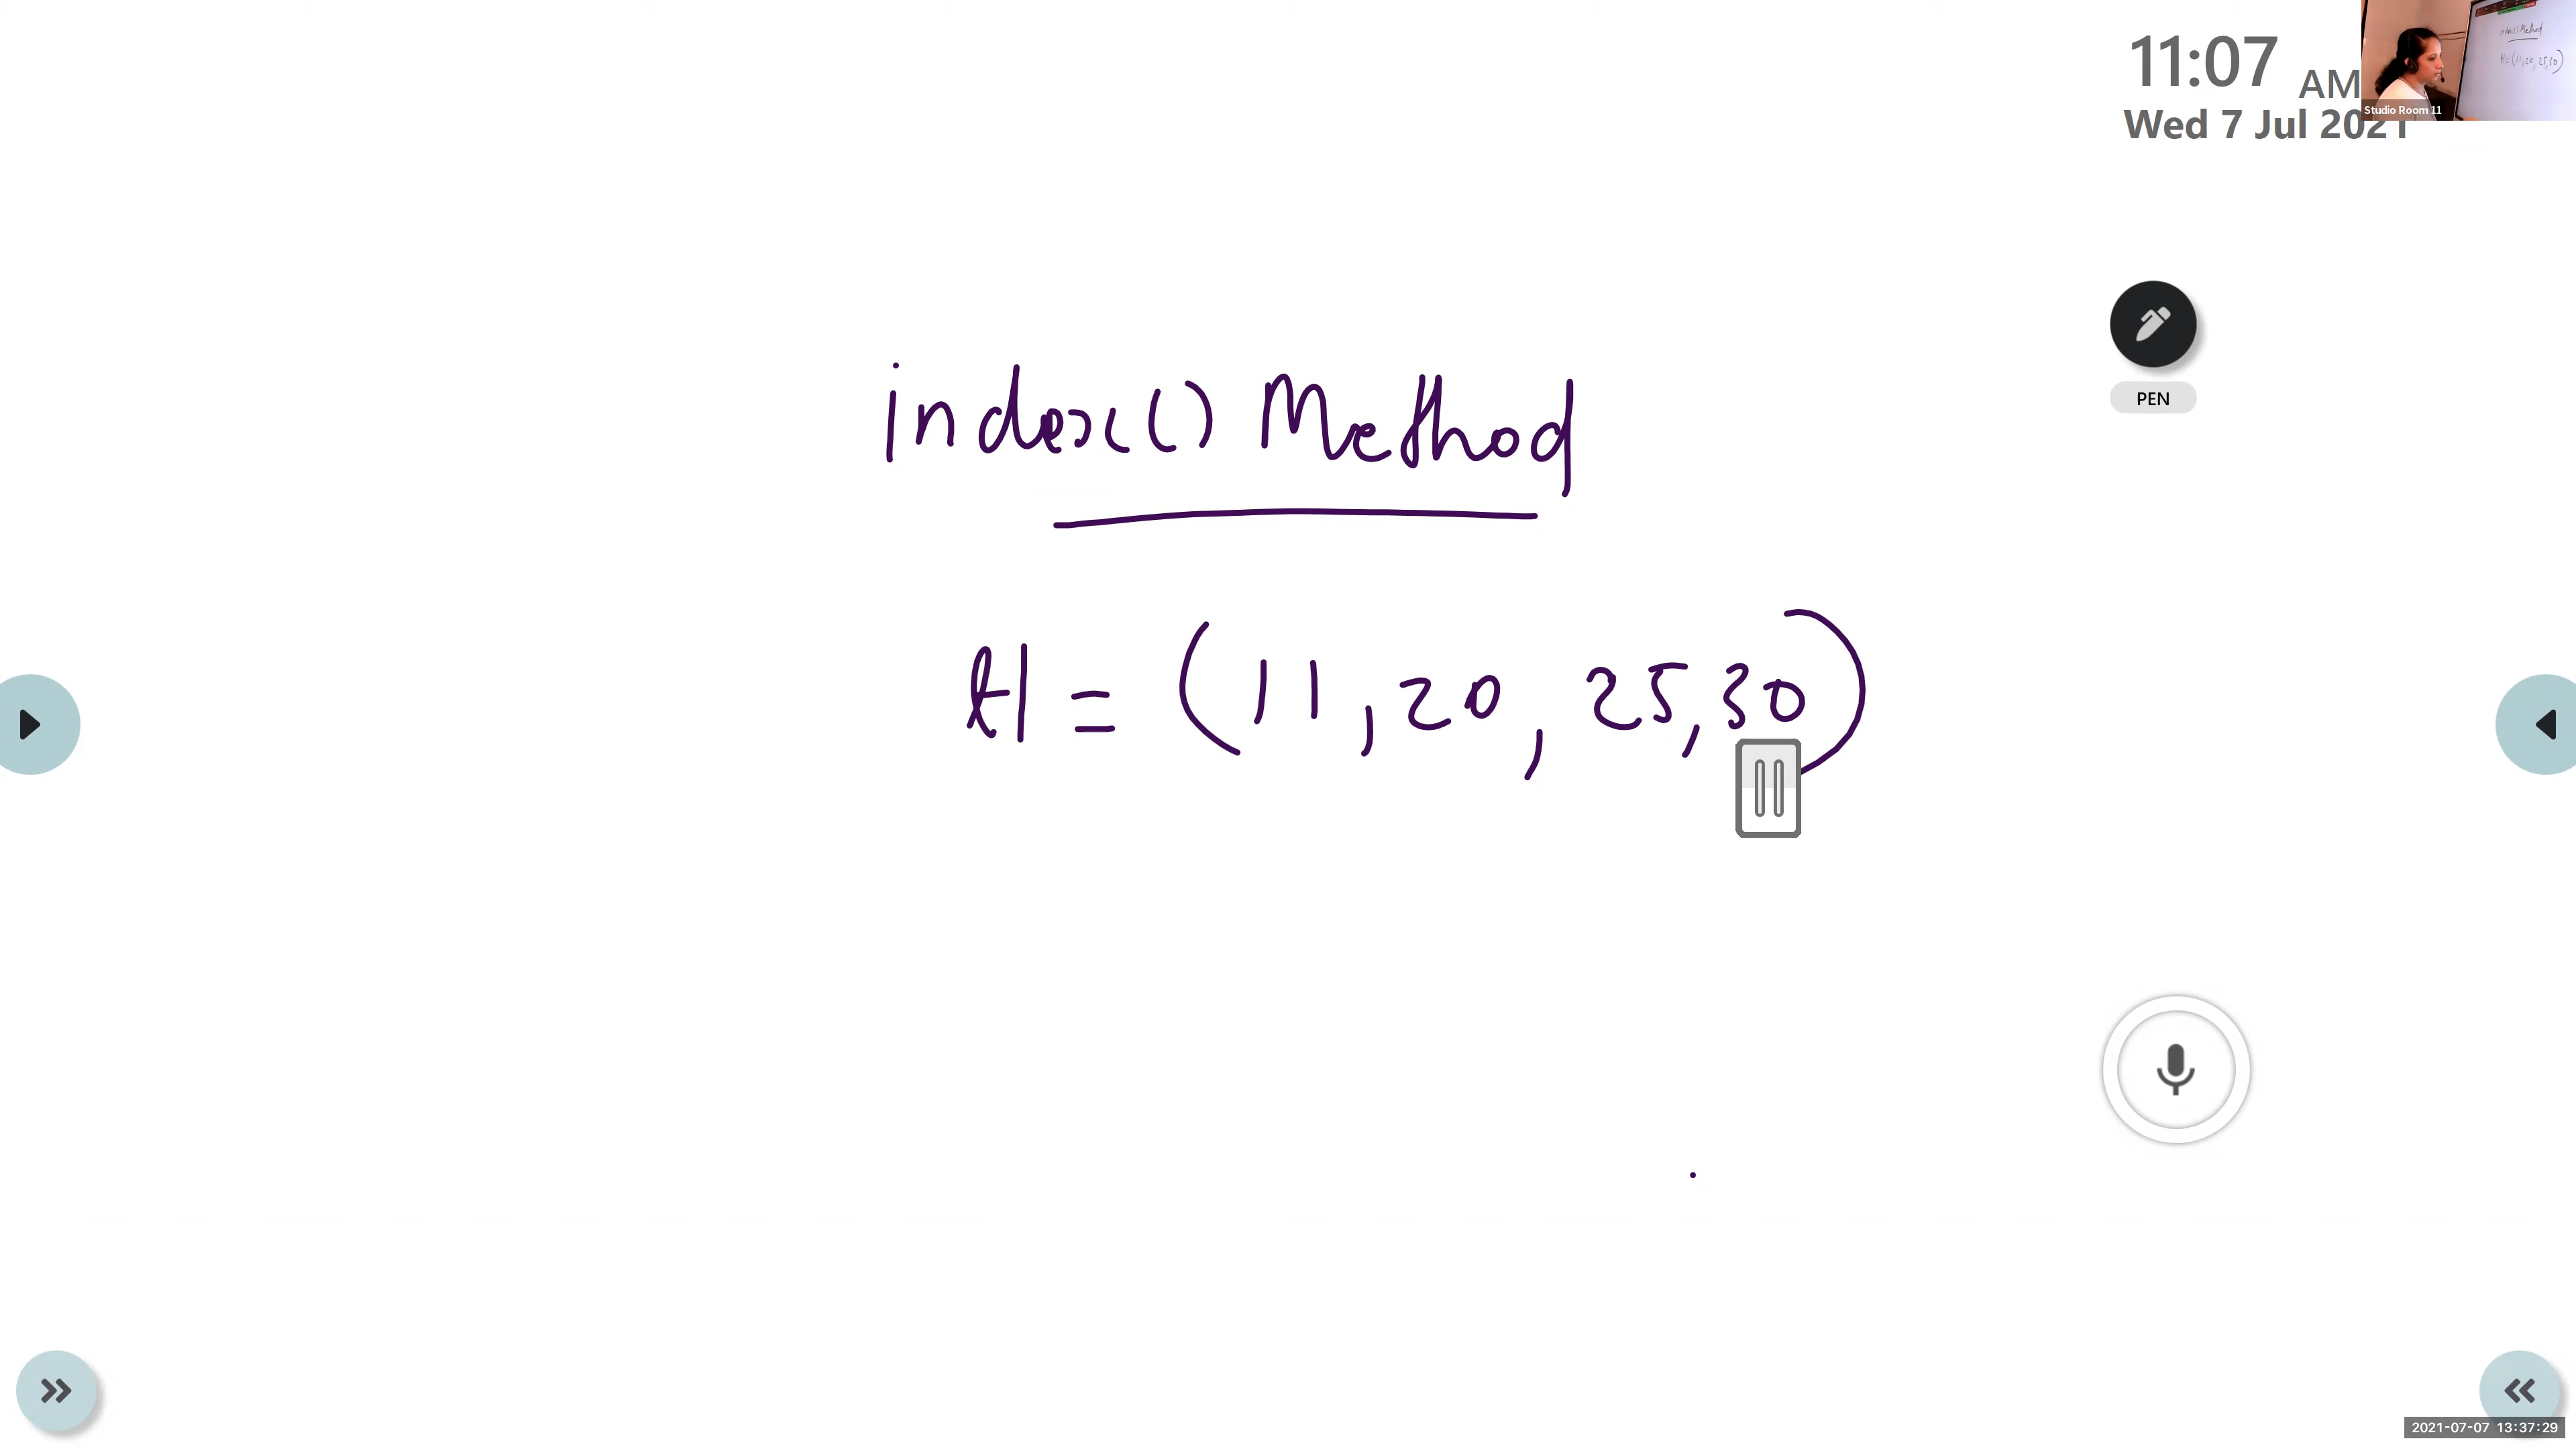 11:07 AM
Wed 7 Jul 2021
Studio Room 11
index() Method
t1 = (11, 20, 25, 30)
PEN
2021-07-07 13:37:29